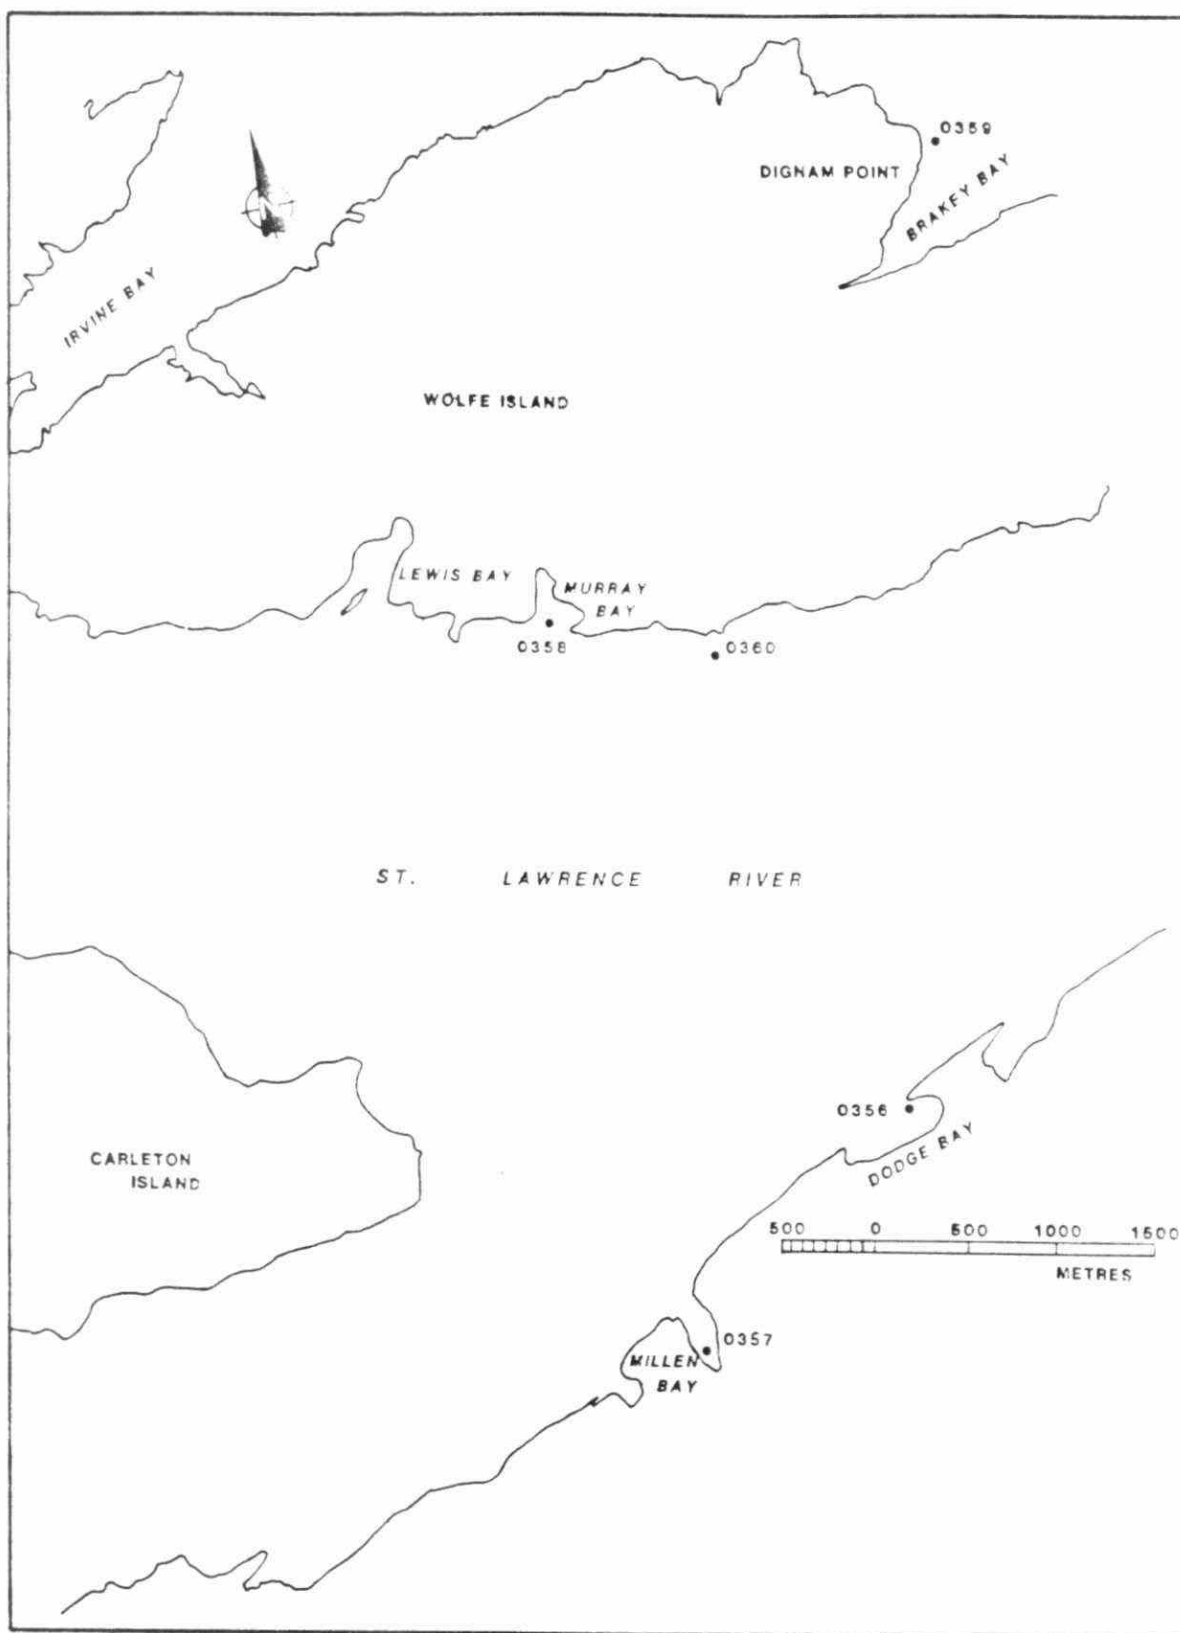 0359
DIGNAM POINT
BRAKEY BAY
N
IRVINE BAY
WOLFE ISLAND
LEWIS BAY
MURRAY
BAY
0358
0360
ST. LAWRENCE RIVER
0356
CARLETON
ISLAND
DODGE BAY
500 0 500 1000 1500
METRES
0357
MILLEN
BAY